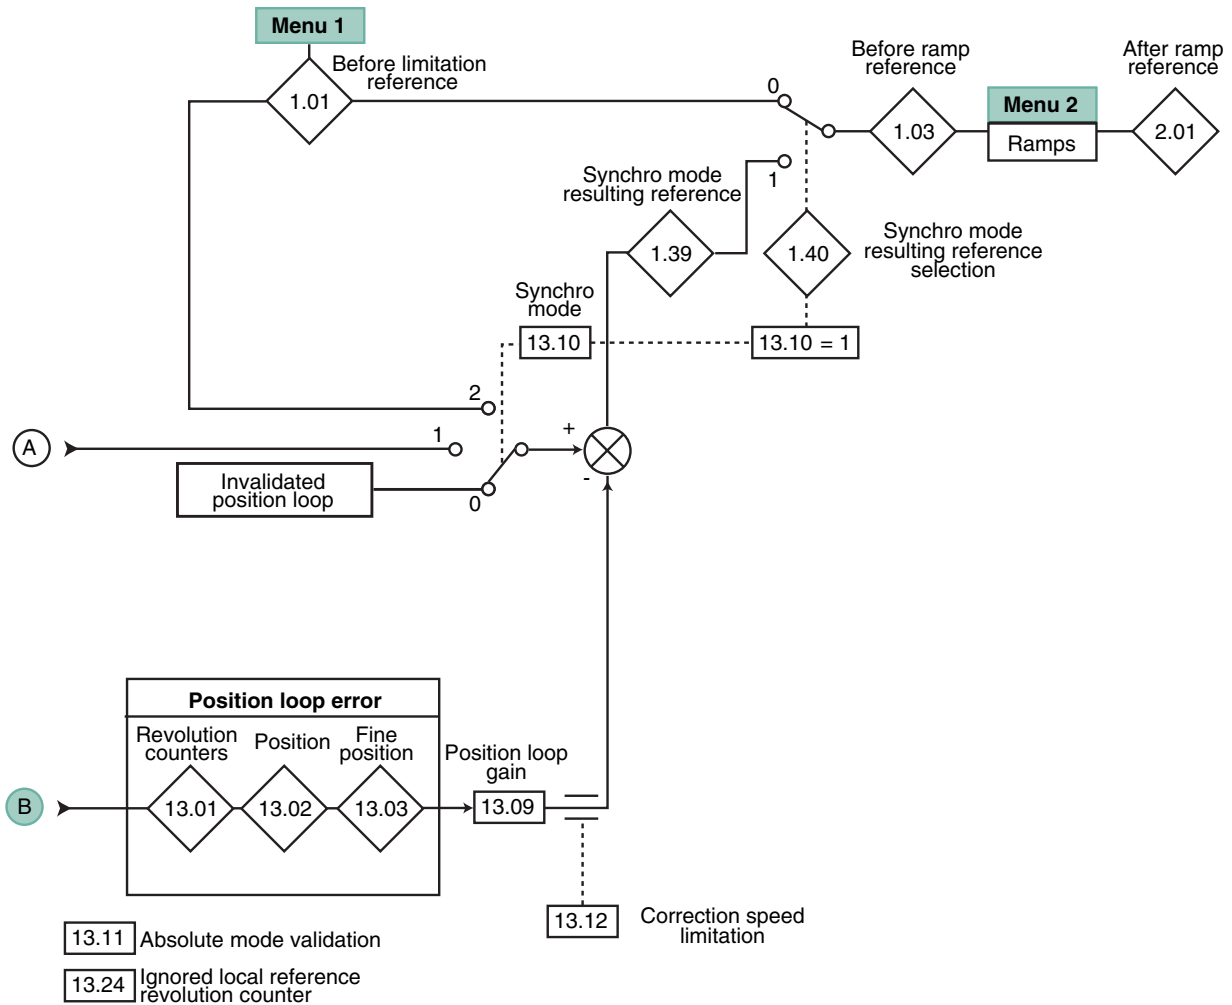 Menu 1
Before limitation
reference
1.01
0
Before ramp
reference
1.03
Menu 2
Ramps
After ramp
reference
2.01
1
Synchro mode
resulting reference
1.39
1.40
Synchro mode
resulting reference
selection
Synchro
mode
13.10
13.10 = 1
2
A
1
+
Invalidated
position loop
0
-
Position loop error
Revolution
counters
Position
Fine
position
Position loop
gain
B
13.01
13.02
13.03
13.09
13.12
Correction speed
limitation
13.11
Absolute mode validation
13.24
Ignored local reference
revolution counter